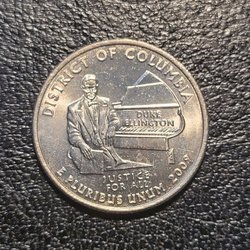 DISTRICT OF COLUMBIA
DUKE
ELLINGTON
JUSTICE
FOR ALL
E PLURIBUS UNUM 2009